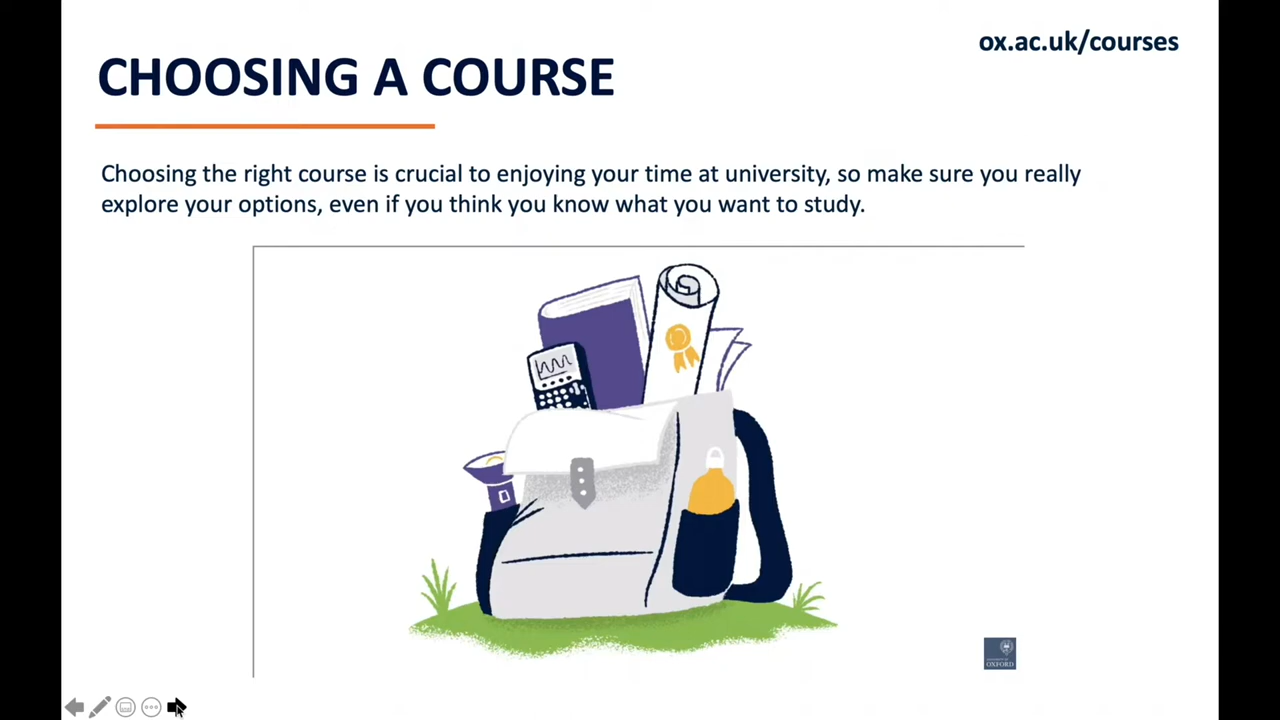 ox.ac.uk/courses
CHOOSING A COURSE
Choosing the right course is crucial to enjoying your time at university, so make sure you really
explore your options, even if you think you know what you want to study.
UNIVERSITY OF
OXFORD